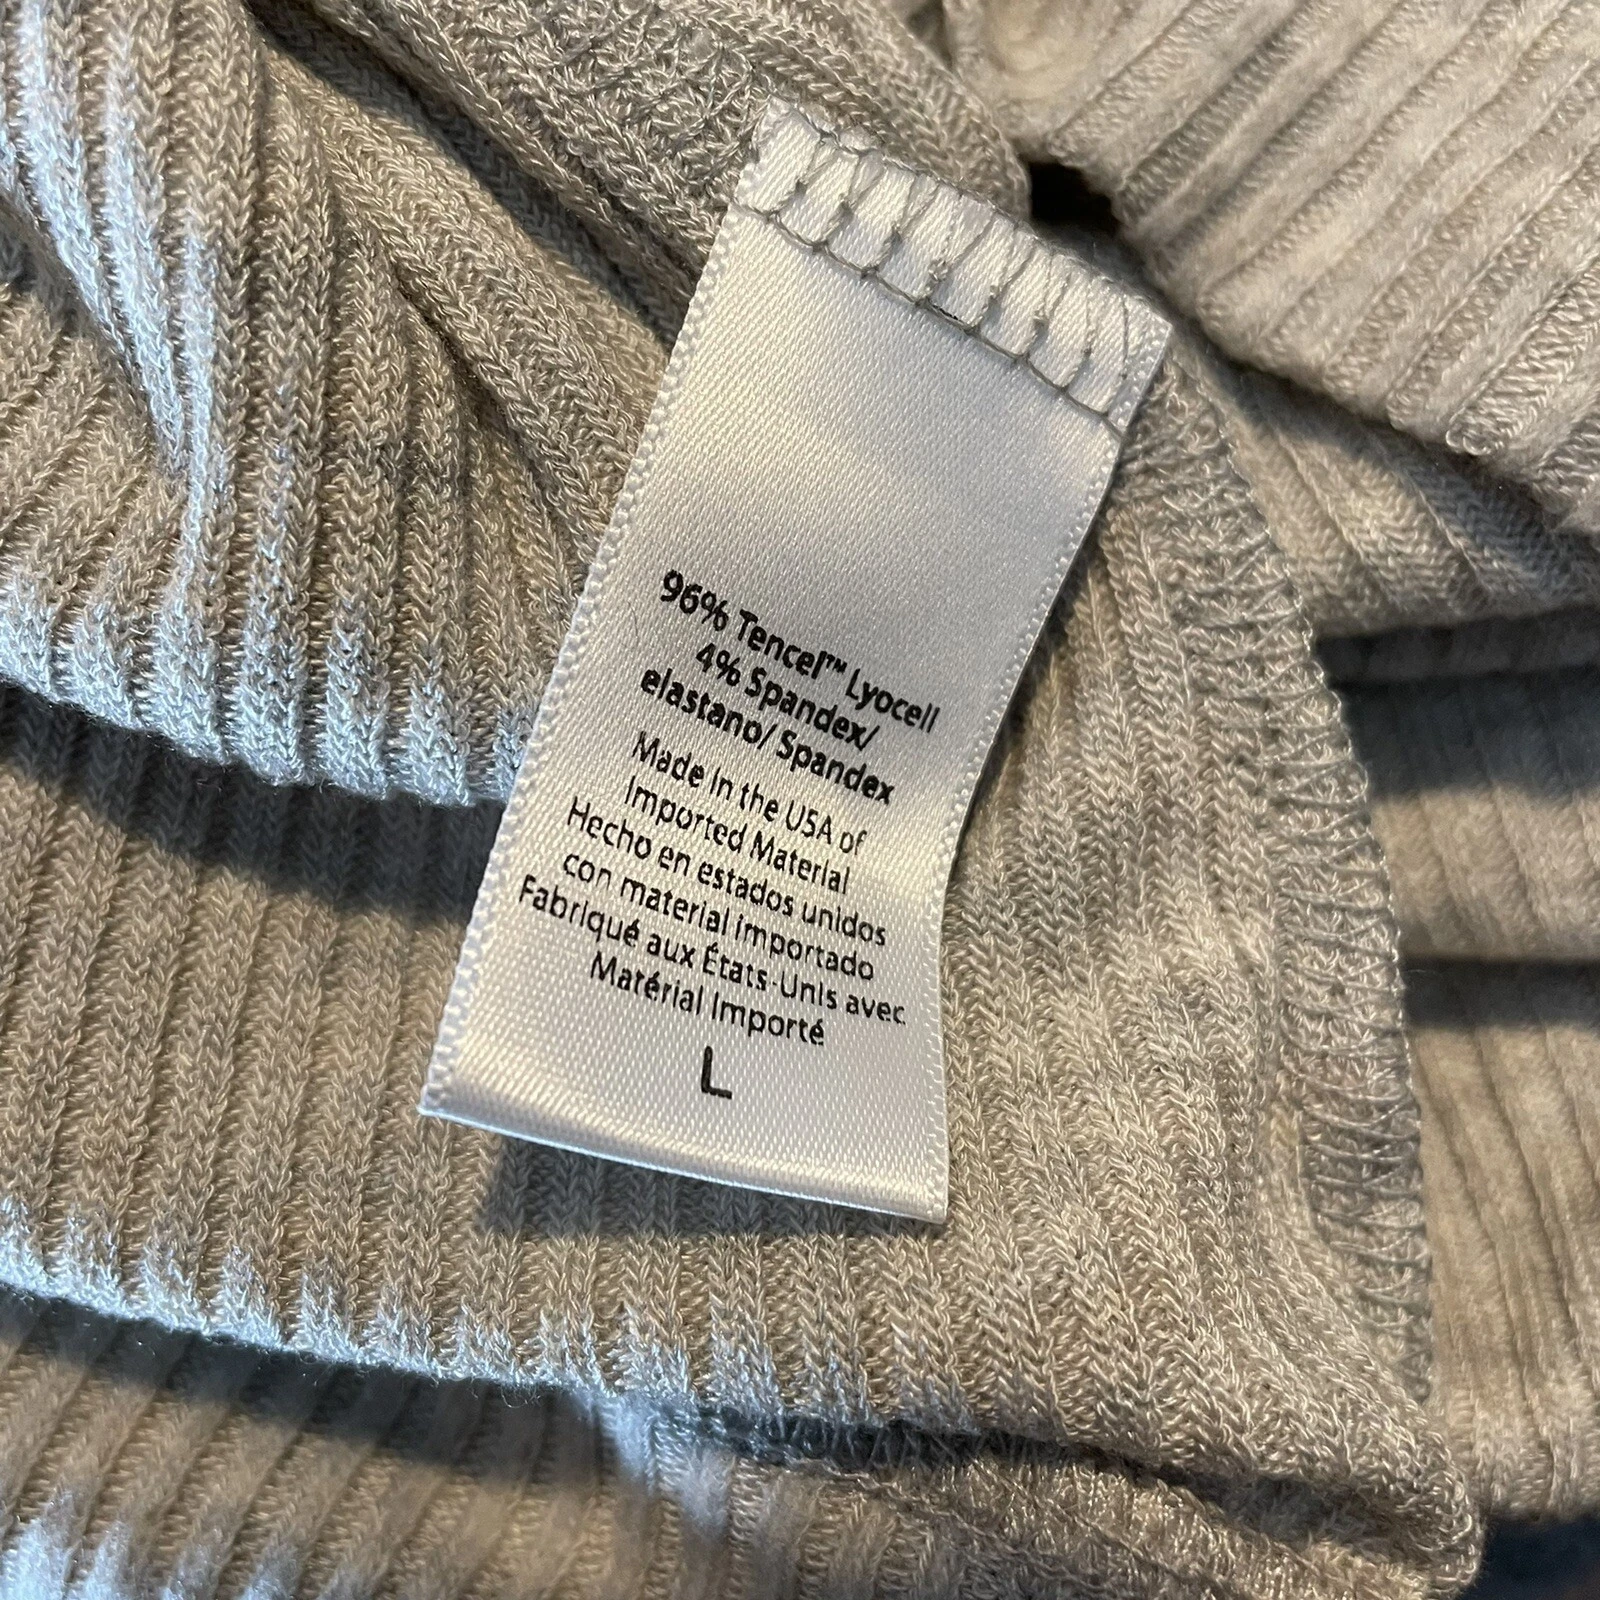 96% Tencel™ Lyocell
4% Spandex/
elastano/ Spandex
Made in the USA of
Imported Material
Hecho en estados unidos
con material importado
Fabriqué aux États-Unis avec
Matérial Importé
L